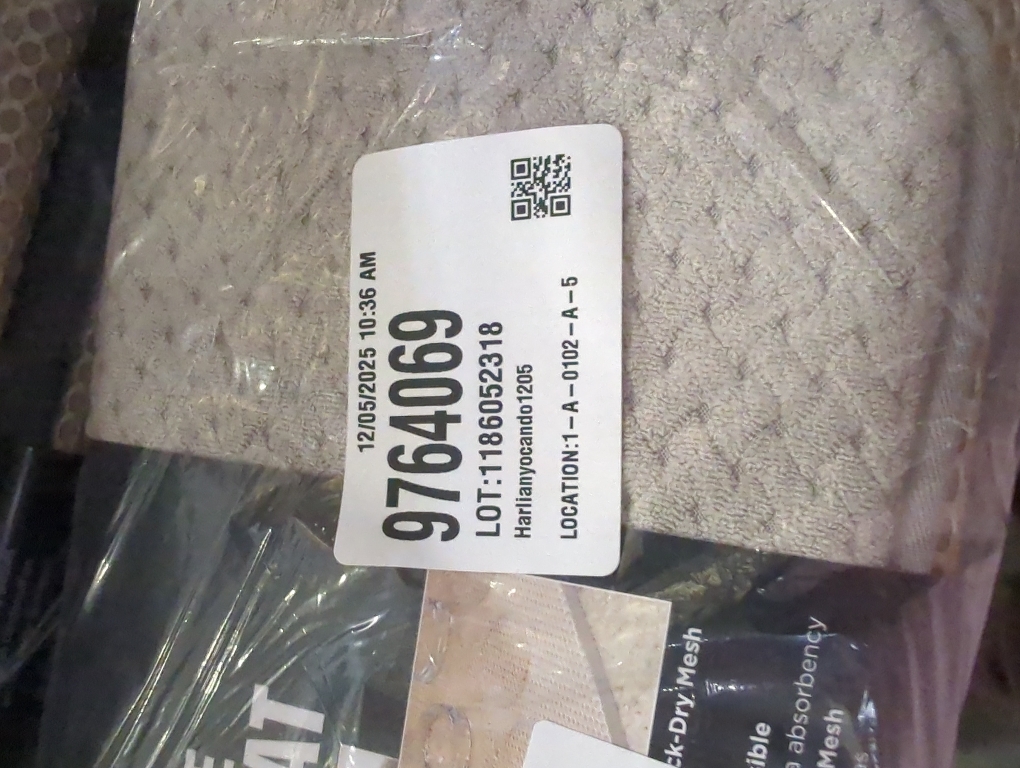 12/05/2025 10:36 AM
9764069
LOT:1186052318
Harlianyocando1205
LOCATION:1-A-0102-A-5
ck-Dry Mesh
ible
absorbency
Mesh